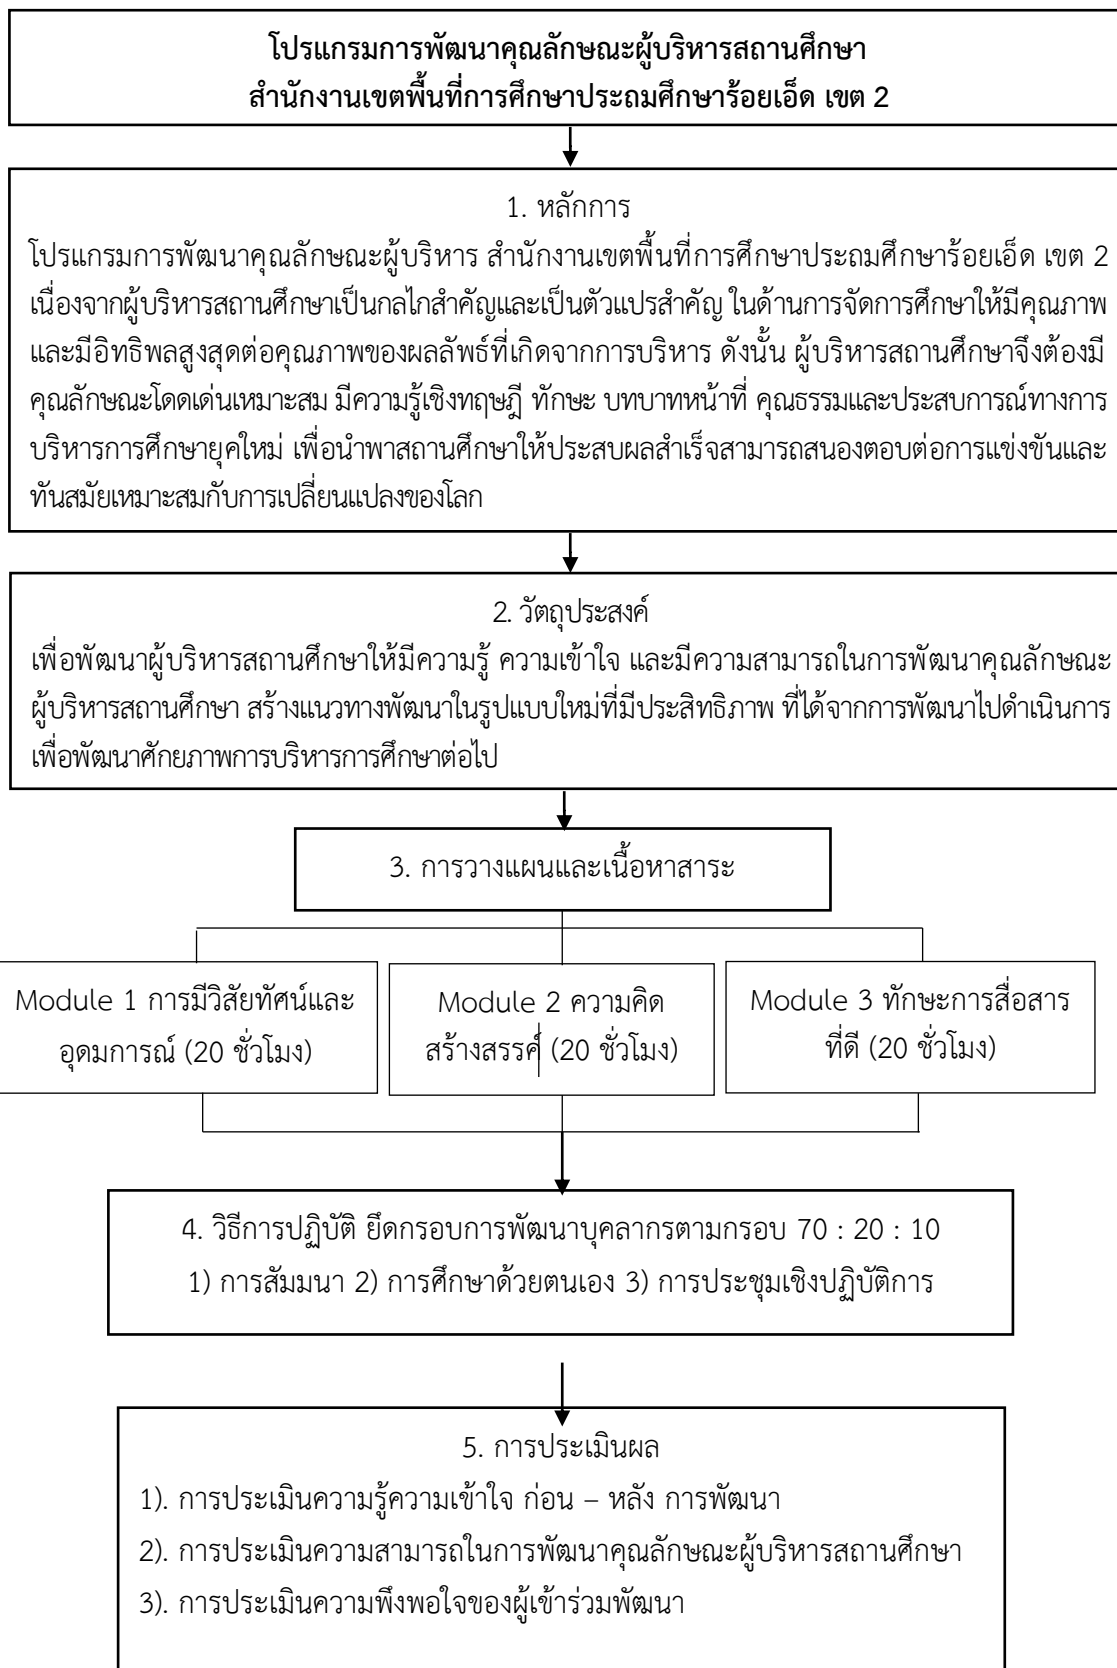 โปรแกรมการพัฒนาคุณลักษณะผู้บริหารสถานศึกษา
สำนักงานเขตพื้นที่การศึกษาประถมศึกษาร้อยเอ็ด เขต 2
1. หลักการ
โปรแกรมการพัฒนาคุณลักษณะผู้บริหาร สำนักงานเขตพื้นที่การศึกษาประถมศึกษาร้อยเอ็ด เขต 2
เนื่องจากผู้บริหารสถานศึกษาเป็นกลไกสำคัญและเป็นตัวแปรสำคัญ ในด้านการจัดการศึกษาให้มีคุณภาพ
และมีอิทธิพลสูงสุดต่อคุณภาพของผลลัพธ์ที่เกิดจากการบริหาร ดังนั้น ผู้บริหารสถานศึกษาจึงต้องมี
คุณลักษณะโดดเด่นเหมาะสม มีความรู้เชิงทฤษฎี ทักษะ บทบาทหน้าที่ คุณธรรมและประสบการณ์ทางการ
บริหารการศึกษายุคใหม่ เพื่อนำพาสถานศึกษาให้ประสบผลสำเร็จสามารถสนองตอบต่อการแข่งขันและ
ทันสมัยเหมาะสมกับการเปลี่ยนแปลงของโลก
2. วัตถุประสงค์
เพื่อพัฒนาผู้บริหารสถานศึกษาให้มีความรู้ ความเข้าใจ และมีความสามารถในการพัฒนาคุณลักษณะ
ผู้บริหารสถานศึกษา สร้างแนวทางพัฒนาในรูปแบบใหม่ที่มีประสิทธิภาพ ที่ได้จากการพัฒนาไปดำเนินการ
เพื่อพัฒนาศักยภาพการบริหารการศึกษาต่อไป
3. การวางแผนและเนื้อหาสาระ
Module 1 การมีวิสัยทัศน์และ
อุดมการณ์ (20 ชั่วโมง)
Module 2 ความคิด
สร้างสรรค์ (20 ชั่วโมง)
Module 3 ทักษะการสื่อสาร
ที่ดี (20 ชั่วโมง)
4. วิธีการปฏิบัติ ยึดกรอบการพัฒนาบุคลากรตามกรอบ 70 : 20 : 10
1) การสัมมนา 2) การศึกษาด้วยตนเอง 3) การประชุมเชิงปฏิบัติการ
5. การประเมินผล
1). การประเมินความรู้ความเข้าใจ ก่อน – หลัง การพัฒนา
2). การประเมินความสามารถในการพัฒนาคุณลักษณะผู้บริหารสถานศึกษา
3). การประเมินความพึงพอใจของผู้เข้าร่วมพัฒนา